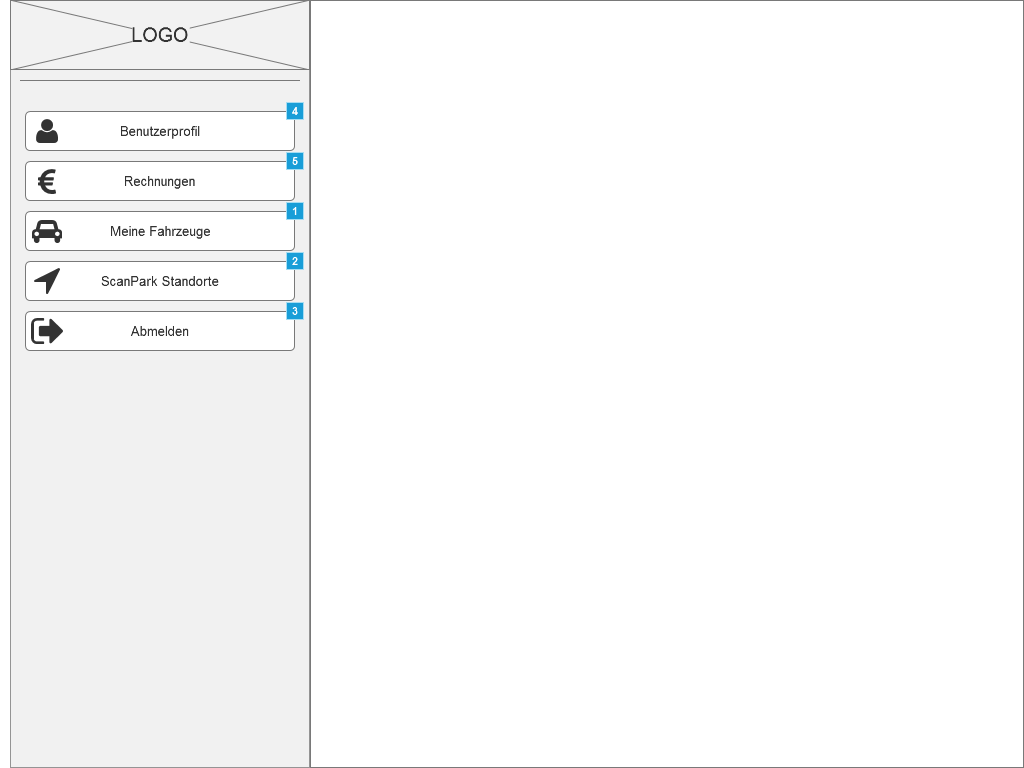 LOGO
4
Benutzerprofil
5
Rechnungen
1
Meine Fahrzeuge
2
ScanPark Standorte
3
Abmelden